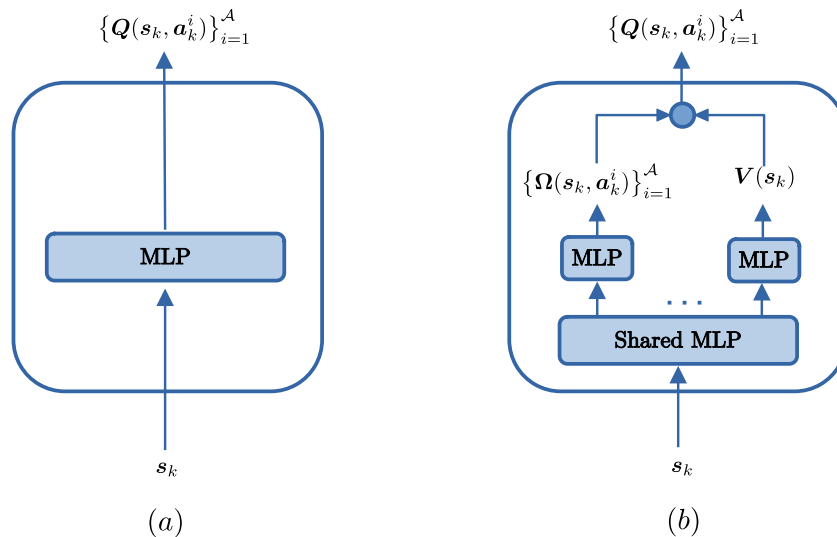 {Q(s_k, a_k^i)}_{i=1}^𝒜
MLP
s_k
(a)
{Q(s_k, a_k^i)}_{i=1}^𝒜
{Ω(s_k, a_k^i)}_{i=1}^𝒜
V(s_k)
MLP
MLP
...
Shared MLP
s_k
(b)